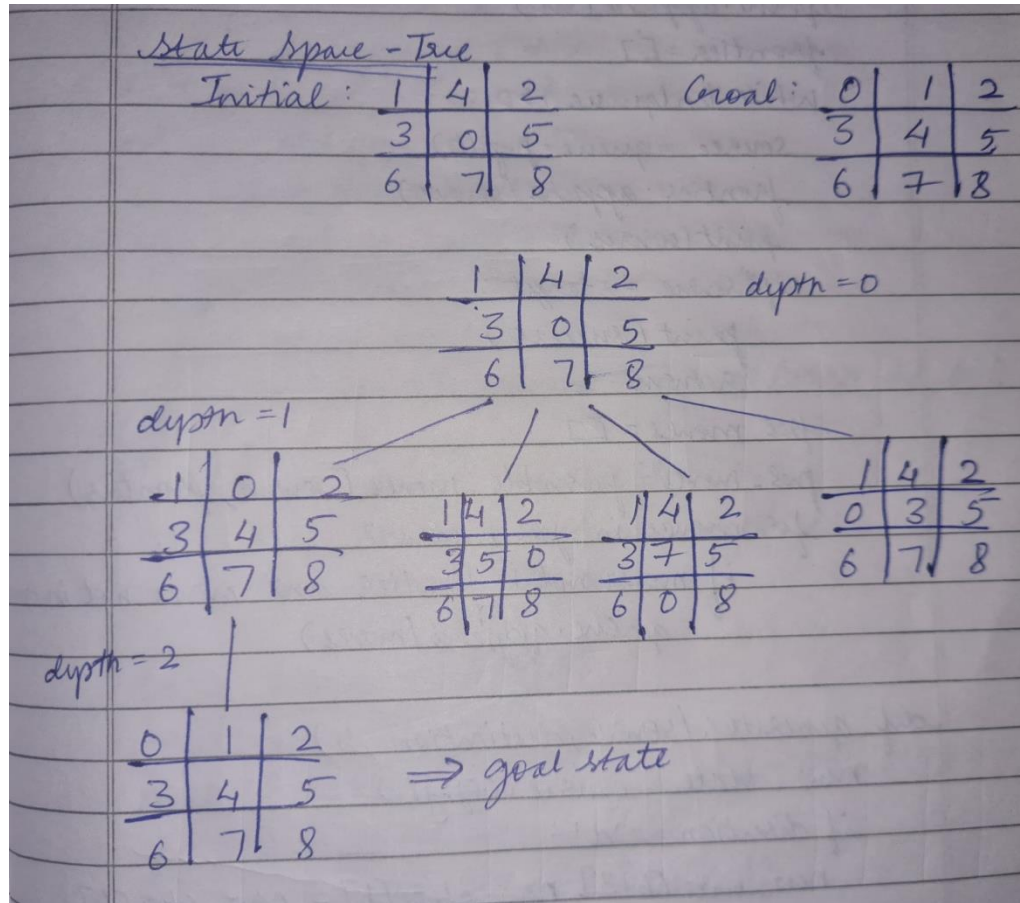 State Space - Tree
Initial: 1 4 2 Goal: 0 1 2
3 0 5 3 4 5
6 7 8 6 7 8
1 4 2 depth = 0
3 0 5
6 7 8
depth = 1
1 0 2 1 4 2 1 4 2 1 4 2
3 4 5 3 5 0 3 7 5 0 3 5
6 7 8 6 7 8 6 0 8 6 7 8
depth = 2
0 1 2
3 4 5 ⇒ goal state
6 7 8